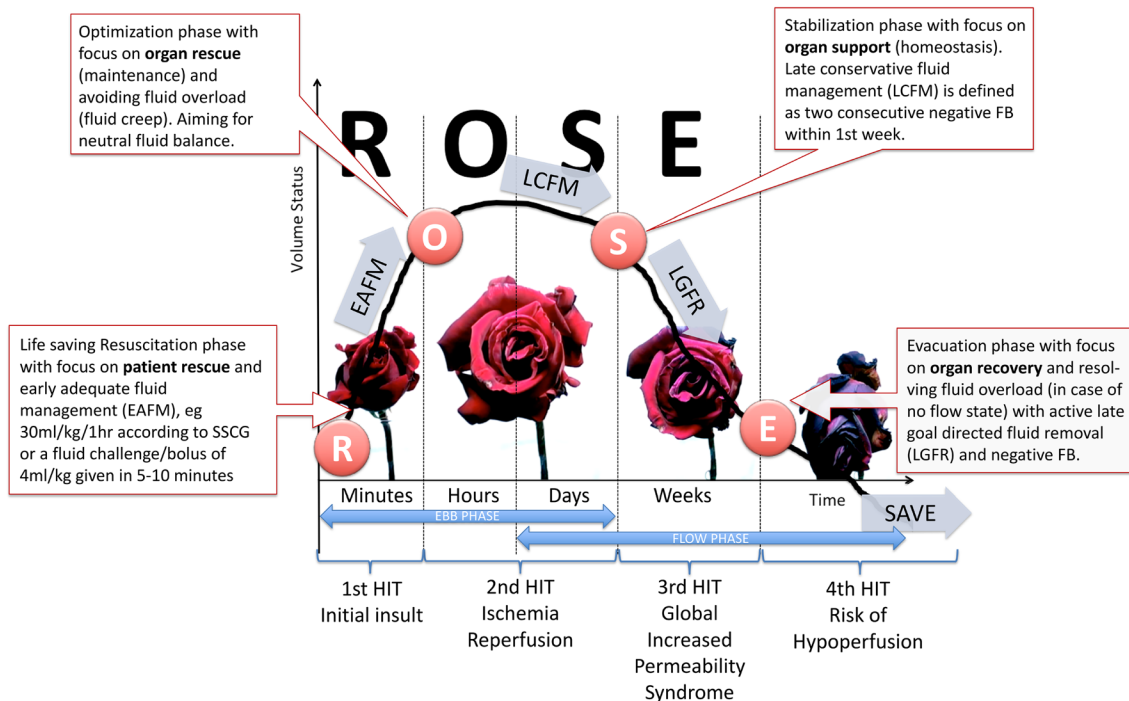 Optimization phase with
focus on organ rescue
(maintenance) and
avoiding fluid overload
(fluid creep). Aiming for
neutral fluid balance.
Stabilization phase with focus on
organ support (homeostasis).
Late conservative fluid
management (LCFM) is defined
as two consecutive negative FB
within 1st week.
R O S E
Volume Status
LCFM
O
S
EAFM
LGFR
Life saving Resuscitation phase
with focus on patient rescue and
early adequate fluid
management (EAFM), eg
30ml/kg/1hr according to SSCG
or a fluid challenge/bolus of
4ml/kg given in 5-10 minutes
Evacuation phase with focus
on organ recovery and resol-
ving fluid overload (in case of
no flow state) with active late
goal directed fluid removal
(LGFR) and negative FB.
R
E
Minutes Hours Days Weeks Time
SAVE
EBB PHASE
FLOW PHASE
1st HIT
Initial insult
2nd HIT
Ischemia
Reperfusion
3rd HIT
Global
Increased
Permeability
Syndrome
4th HIT
Risk of
Hypoperfusion